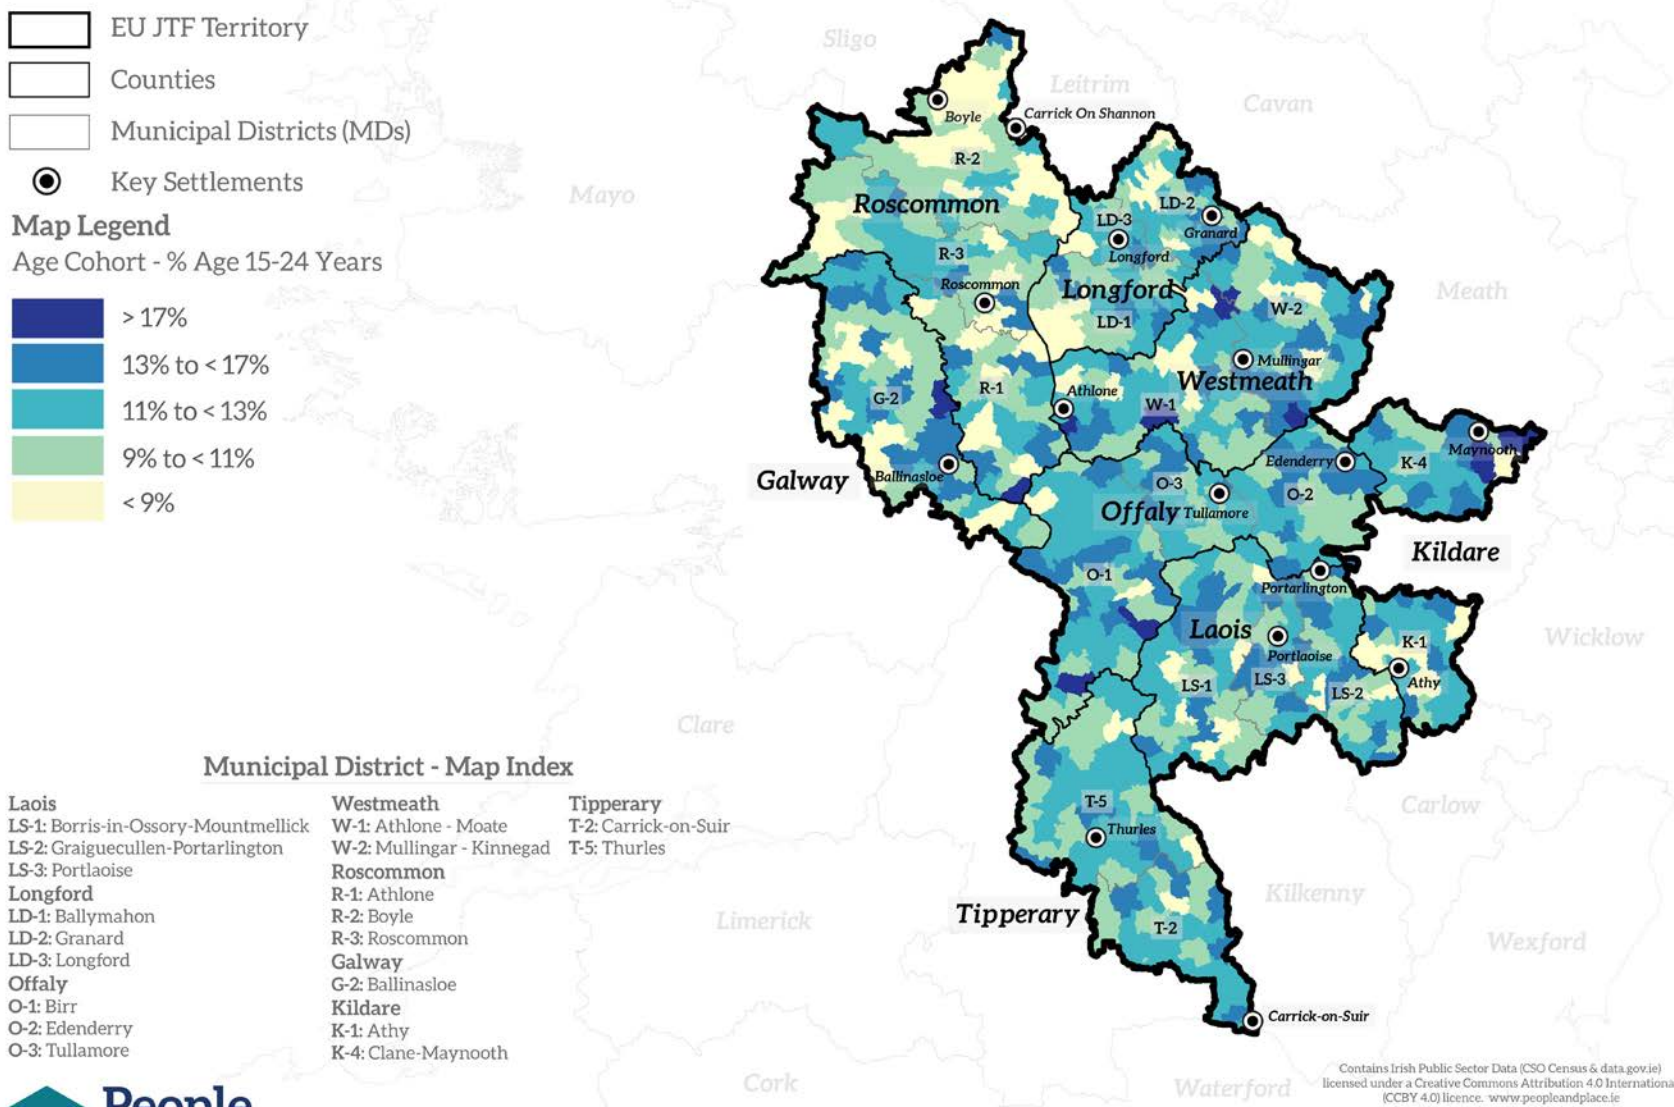 EU JTF Territory
Counties
Municipal Districts (MDs)
Key Settlements
Map Legend
Age Cohort - % Age 15-24 Years
> 17%
13% to < 17%
11% to < 13%
9% to < 11%
< 9%
Sligo
Leitrim
Cavan
Mayo
Meath
Wicklow
Clare
Carlow
Limerick
Kilkenny
Wexford
Cork
Waterford
Boyle
Carrick On Shannon
R-2
Roscommon
LD-2
LD-3
Granard
Longford
R-3
Roscommon
Longford
LD-1
W-2
Mullingar
Westmeath
R-1
Athlone
G-2
W-1
Galway
Ballinasloe
Edenderry
K-4
Maynooth
O-3
O-2
Offaly
Tullamore
Kildare
O-1
Portarlington
Laois
Portlaoise
K-1
Athy
LS-1
LS-3
LS-2
T-5
Thurles
Tipperary
T-2
Carrick-on-Suir
Municipal District - Map Index
Laois
LS-1: Borris-in-Ossory-Mountmellick
LS-2: Graiguecullen-Portarlington
LS-3: Portlaoise
Longford
LD-1: Ballymahon
LD-2: Granard
LD-3: Longford
Offaly
O-1: Birr
O-2: Edenderry
O-3: Tullamore
Westmeath
W-1: Athlone - Moate
W-2: Mullingar - Kinnegad
Roscommon
R-1: Athlone
R-2: Boyle
R-3: Roscommon
Galway
G-2: Ballinasloe
Kildare
K-1: Athy
K-4: Clane-Maynooth
Tipperary
T-2: Carrick-on-Suir
T-5: Thurles
People
Contains Irish Public Sector Data (CSO Census & data.gov.ie)
licensed under a Creative Commons Attribution 4.0 Internationa
(CCBY 4.0) licence. www.peopleandplace.ie